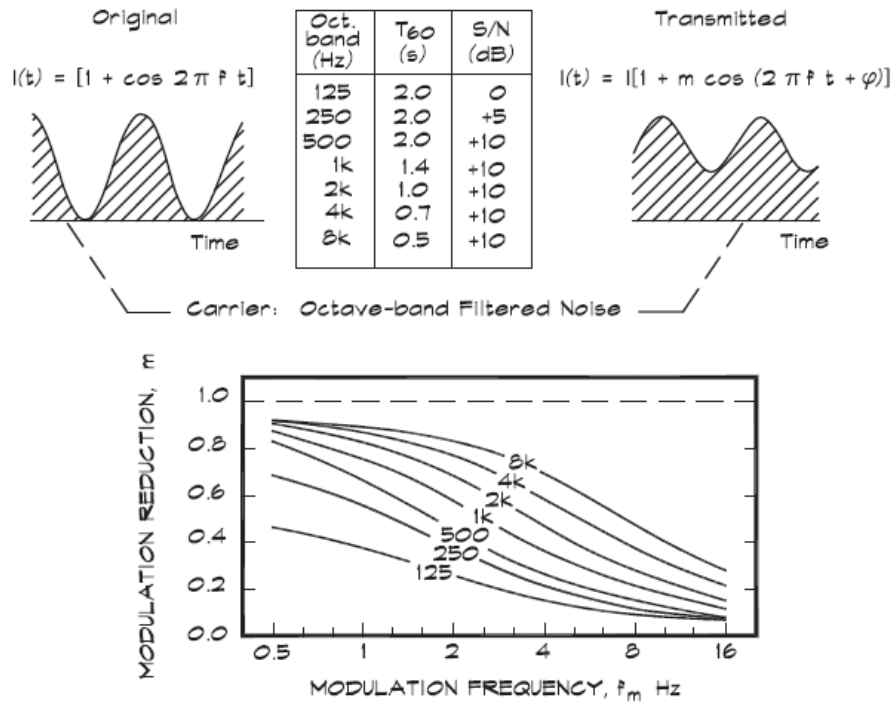 Original
I(t) = [1 + cos 2 π f t]
Time
Oct. band (Hz) T60 (s) S/N (dB)
125 2.0 0
250 2.0 +5
500 2.0 +10
1k 1.4 +10
2k 1.0 +10
4k 0.7 +10
8k 0.5 +10
Transmitted
I(t) = I[1 + m cos (2 π f t + φ)]
Time
Carrier: Octave-band Filtered Noise
MODULATION REDUCTION, m
1.0
0.8
0.6
0.4
0.2
0.0
8k
4k
2k
1k
500
250
125
0.5 1 2 4 8 16
MODULATION FREQUENCY, fm Hz